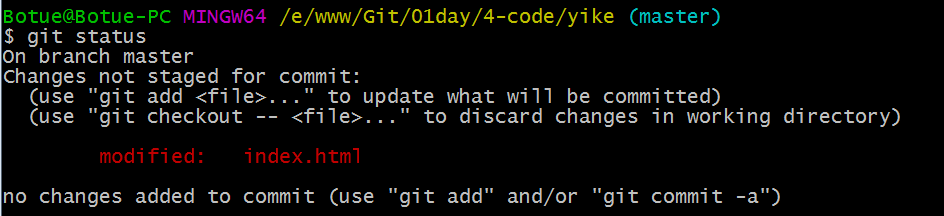 Botue@Botue-PC MINGW64 /e/www/Git/01day/4-code/yike (master)
$ git status
On branch master
Changes not staged for commit:
  (use "git add <file>..." to update what will be committed)
  (use "git checkout -- <file>..." to discard changes in working directory)
        modified:   index.html
no changes added to commit (use "git add" and/or "git commit -a")